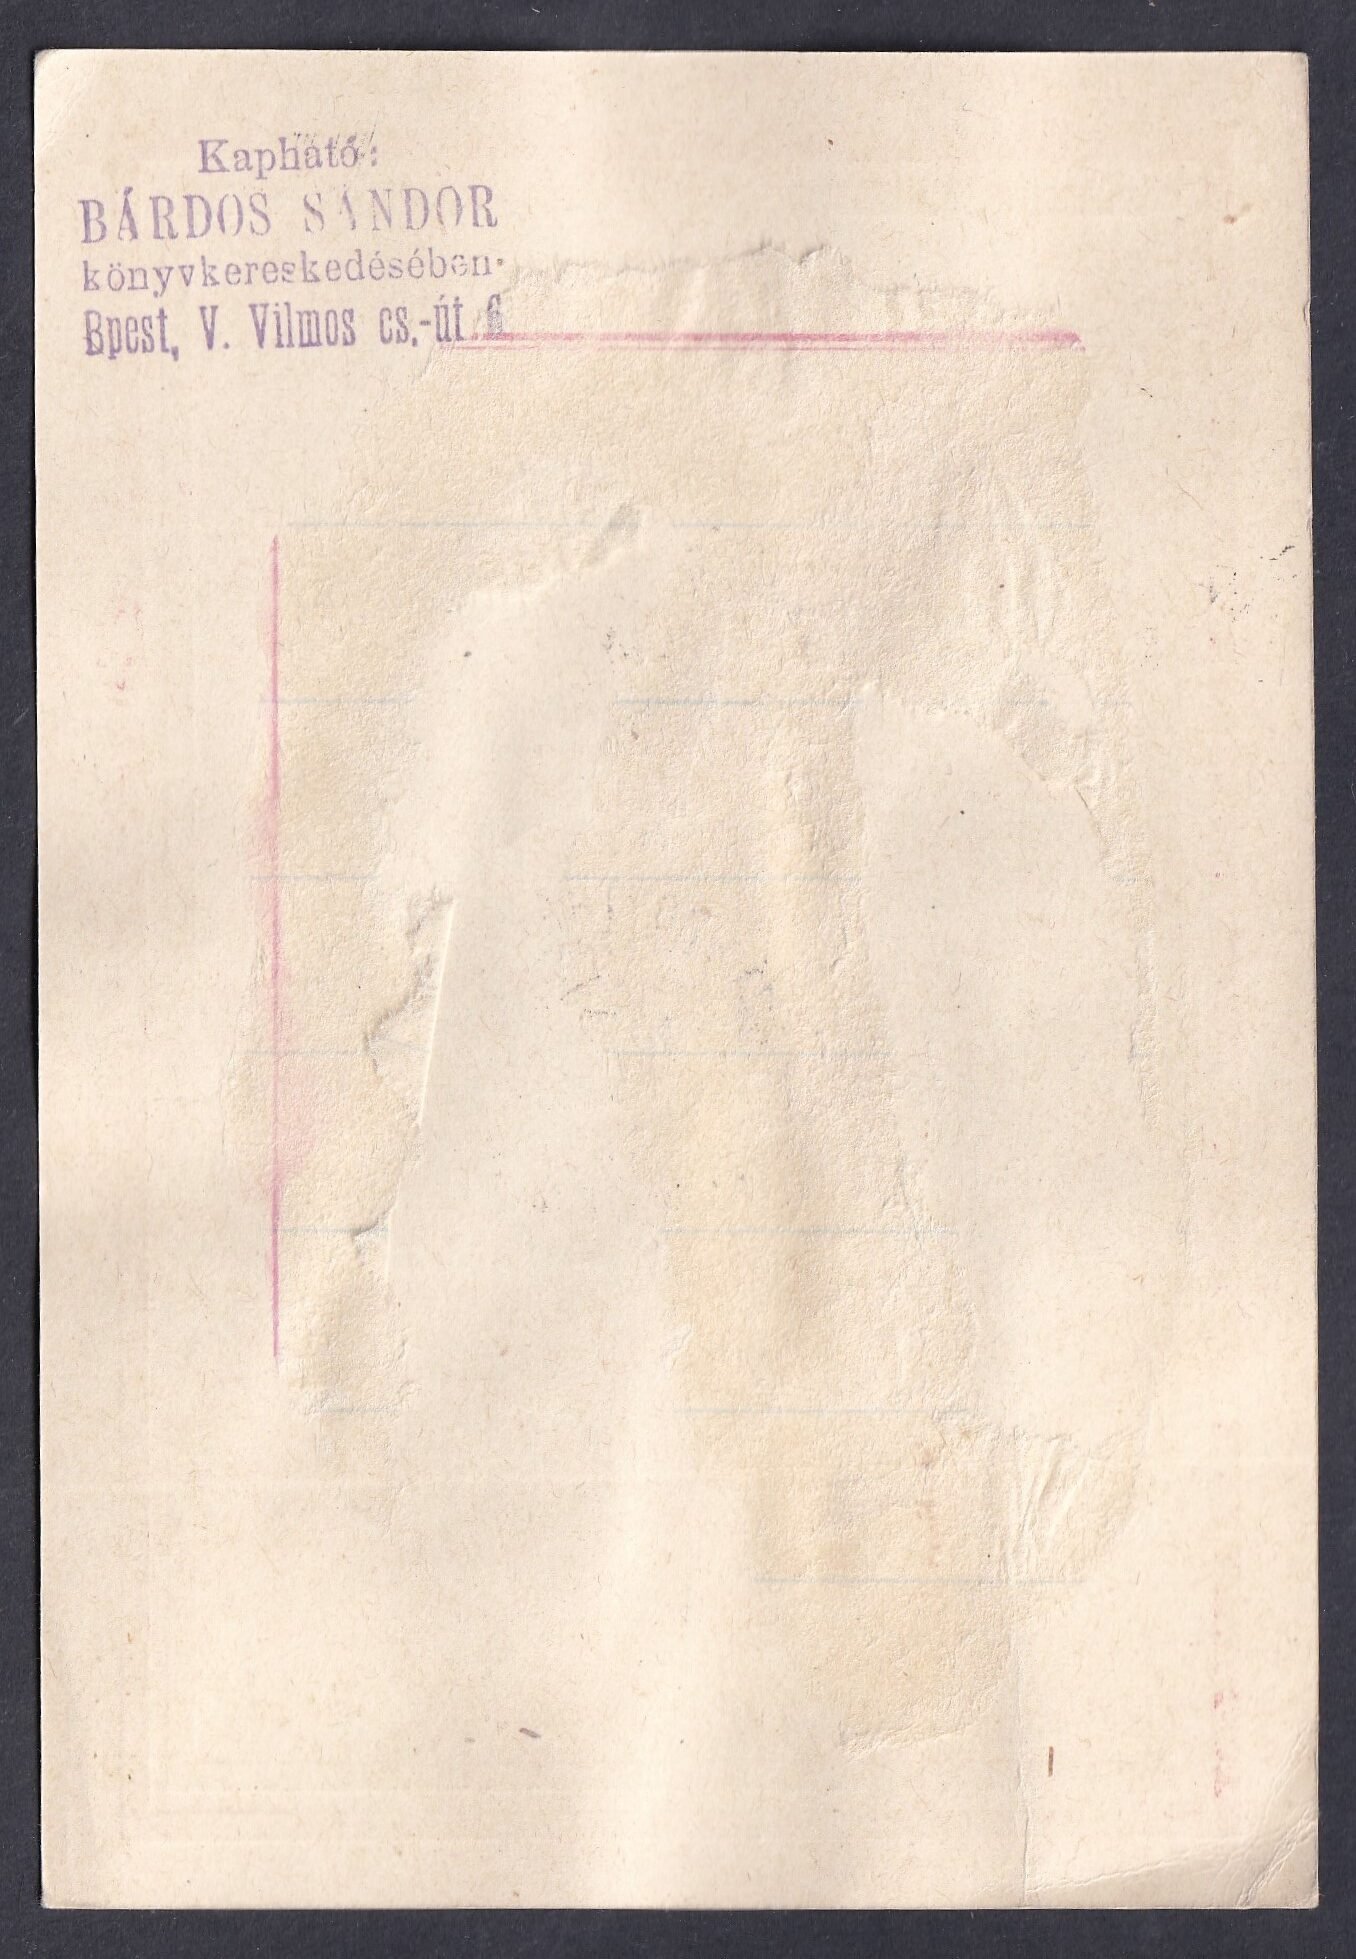 Kapható:
BÁRDOS SÁNDOR
könyvkereskedésében
Bpest, V. Vilmos cs.-út 6